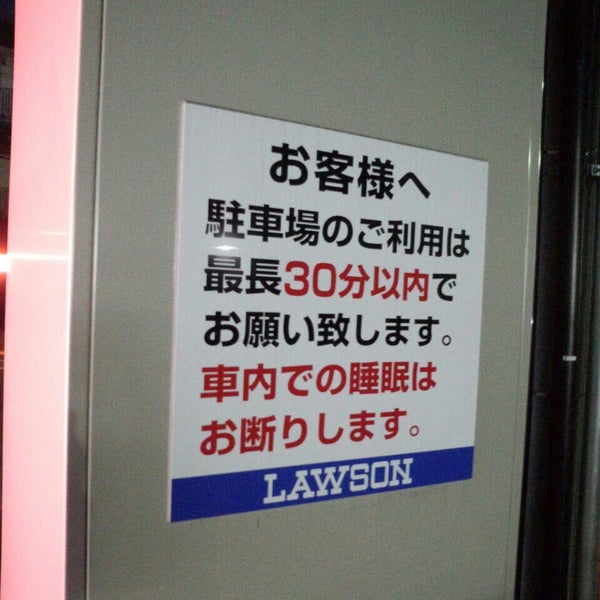 お客様へ
駐車場のご利用は
最長30分以内で
お願い致します。
車内での睡眠は
お断りします。
LAWSON